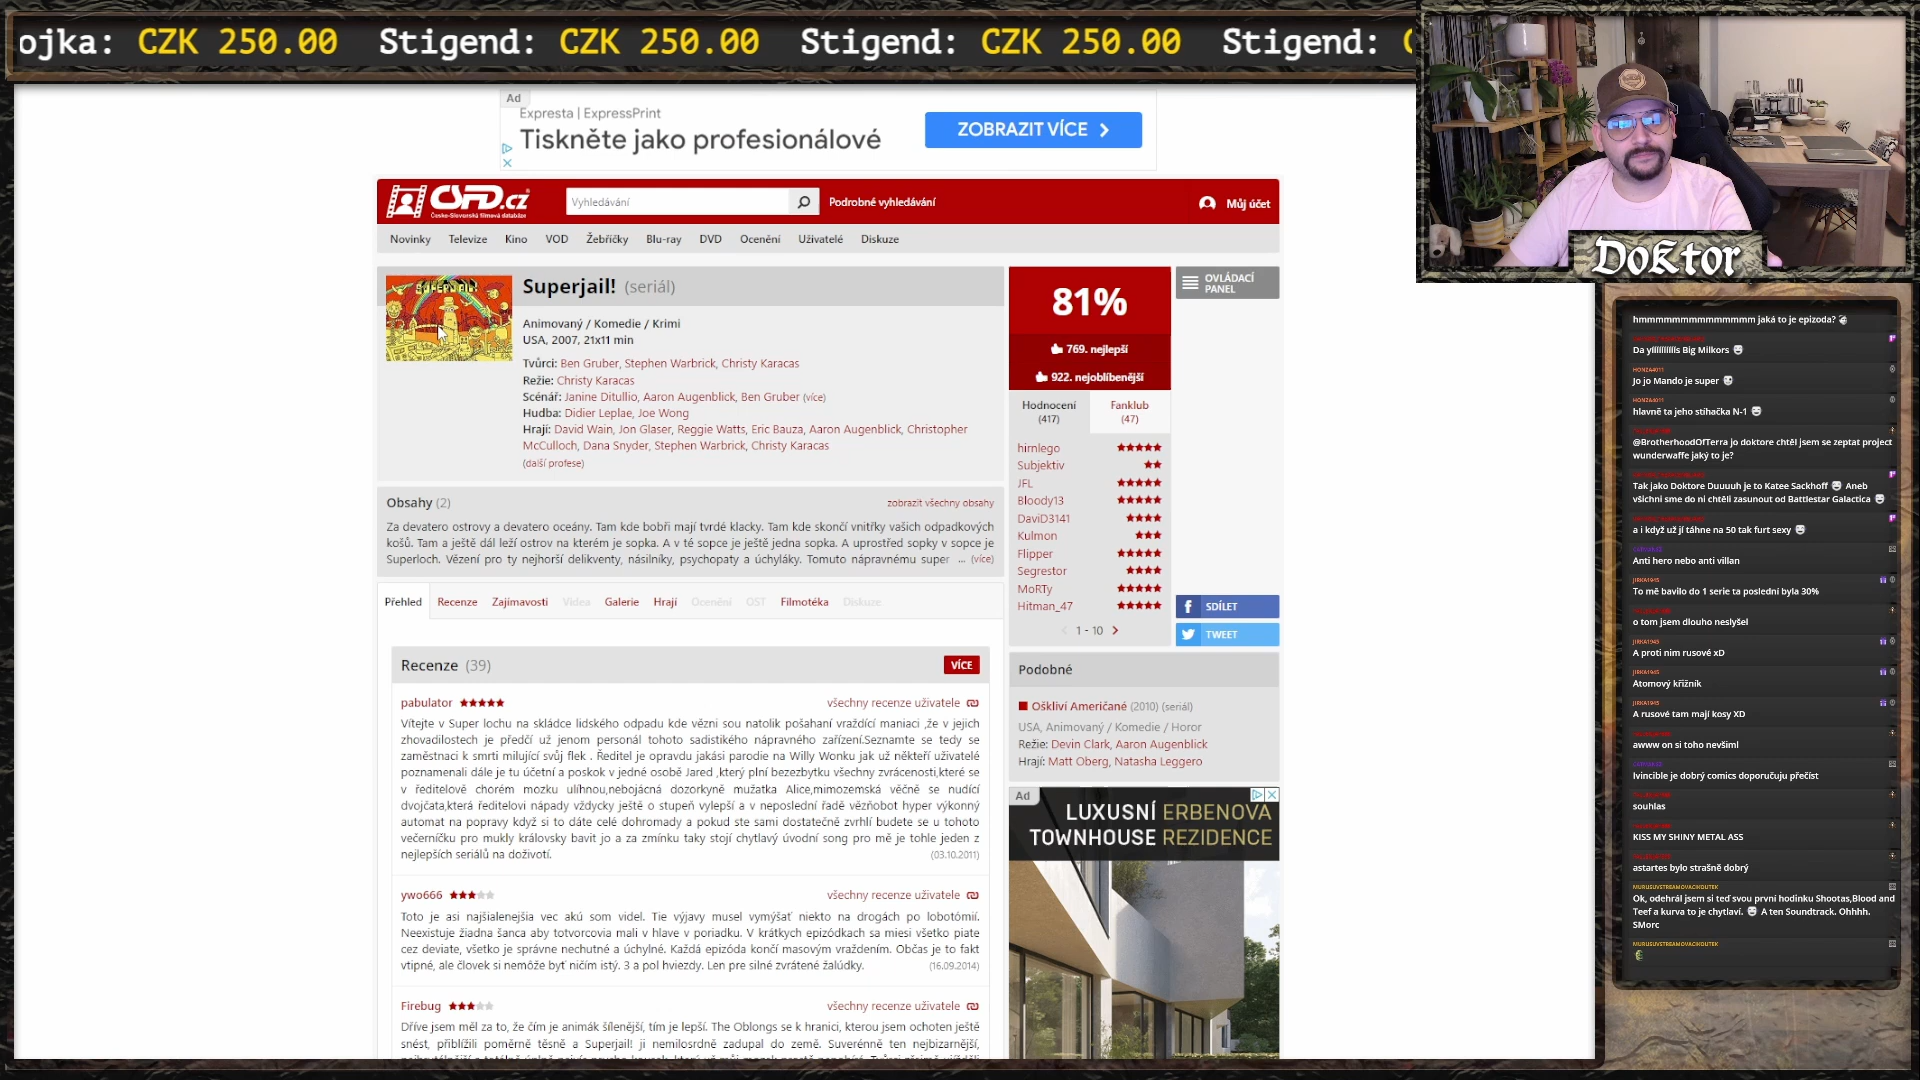 ojka: CZK 250.00 Stigend: CZK 250.00 Stigend: CZK 250.00 Stigend:
Ad
Expresta | ExpressPrint
Tiskněte jako profesionálové
ZOBRAZIT VÍCE
ČSFD.cz
Česko-Slovenská filmová databáze
Vyhledávání
Podrobné vyhledávání
Můj účet
Novinky Televize Kino VOD Žebříčky Blu-ray DVD Ocenění Uživatelé Diskuze
Superjail! (seriál)
Animovaný / Komedie / Krimi
USA, 2007, 21x11 min
Tvůrci: Ben Gruber, Stephen Warbrick, Christy Karacas
Režie: Christy Karacas
Scénář: Janine Ditullio, Aaron Augenblick, Ben Gruber (více)
Hudba: Didier Leplae, Joe Wong
Hrají: David Wain, Jon Glaser, Reggie Watts, Eric Bauza, Aaron Augenblick, Christopher
McCulloch, Dana Snyder, Stephen Warbrick, Christy Karacas
(další profese)
Obsahy (2)
zobrazit všechny obsahy
Za devatero ostrovy a devatero oceány. Tam kde bobři mají tvrdé klacky. Tam kde skončí vnitřky vašich odpadkových
košů. Tam a ještě dál leží ostrov na kterém je sopka. A v té sopce je ještě jedna sopka. A uprostřed sopky v sopce je
Superloch. Vězení pro ty nejhorší delikventy, násilníky, psychopaty a úchyláky. Tomuto nápravnému super ... (více)
Přehled Recenze Zajímavosti Videa Galerie Hrají Ocenění OST Filmotéka Diskuze
Recenze (39)
VÍCE
pabulator
všechny recenze uživatele
Vítejte v Super lochu na skládce lidského odpadu kde vězni sou natolik pošahaní vraždící maniaci ,že v jejich
zhovadilostech je předčí už jenom personál tohoto sadistikého nápravného zařízení.Seznamte se tedy se
zaměstnaci k smrti milující svůj flek . Ředitel je opravdu jakási parodie na Willy Wonku jak už někteří uživatelé
poznamenali dále je tu účetní a poskok v jedné osobě Jared ,který plní bezezbytku všechny zvrácenosti,které se
v ředitelově chorém mozku ulíhnou,nebojácná dozorkyně mužatka Alice,mimozemská věčně se nudící
dvojčata,která ředitelovi nápady vždycky ještě o stupeň vylepší a v neposlední řadě vězňobot hyper výkonný
automat na popravy když si to dáte celé dohromady a pokud ste sami dostatečně zvrhlí budete se u tohoto
večerníčku pro mukly královsky bavit jo a za zmínku taky stojí chytlavý úvodní song pro mě je tohle jeden z
nejlepších seriálů na doživotí.
(03.10.2011)
ywo666
všechny recenze uživatele
Toto je asi najšialenejšia vec akú som videl. Tie výjavy musel vymýšať niekto na drogách po lobotómií.
Neexistuje žiadna šanca aby totvorcovia mali v hlave v poriadku. V krátkych epizódkach sa miesi všetko piate
cez deviate, všetko je správne nechutné a úchylné. Každá epizóda končí masovým vraždením. Občas je to fakt
vtipné, ale človek si nemôže byť ničím istý. 3 a pol hviezdy. Len pre silné zvrátené žalúdky.
(16.09.2014)
Firebug
všechny recenze uživatele
Dříve jsem měl za to, že čím je animák šílenější, tím je lepší. The Oblongs se k hranici, kterou jsem ochoten ještě
snést, přiblížili poměrně těsně a Superjail! ji nemilosrdně zadupal do země. Suverénně ten nejbizarnější,
81%
769. nejlepší
922. nejoblíbenější
Hodnocení
(417)
Fanklub
(47)
hirnlego
Subjektiv
JFL
Bloody13
DaviD3141
Kulmon
Flipper
Segrestor
MoRTy
Hitman_47
1 - 10
OVLÁDACÍ
PANEL
SDÍLET
TWEET
Podobné
Oškliví Američané (2010) (seriál)
USA, Animovaný / Komedie / Horor
Režie: Devin Clark, Aaron Augenblick
Hrají: Matt Oberg, Natasha Leggero
Ad
LUXUSNÍ ERBENOVA
TOWNHOUSE REZIDENCE
Doktor
hmmmmmmmmmmmmmm jaká to je epizoda?
Da yíííííííííís Big Milkors
HONZA4011
Jo jo Mando je super
HONZA4011
hlavně ta jeho stíhačka N-1
@BrotherhoodOfTerra jo doktore chtěl jsem se zeptat project
wunderwaffe jaký to je?
Tak jako Doktore Duuuuh je to Katee Sackhoff Aneb
všichni sme do ní chtěli zasunout od Battlestar Galactica
a i když už jí táhne na 50 tak furt sexy
Anti hero nebo anti villan
JIRKA1945
To mě bavilo do 1 serie ta poslední byla 30%
o tom jsem dlouho neslyšel
JIRKA1945
A proti nim rusové xD
JIRKA1945
Atomový křižník
JIRKA1945
A rusové tam mají kosy XD
awww on si toho nevšiml
Ivincible je dobrý comics doporučuju přečíst
souhlas
KISS MY SHINY METAL ASS
astartes bylo strašně dobrý
MURUSUVSTREAMOVACIKOUTEK
Ok, odehrál jsem si teď svou první hodinku Shootas,Blood and
Teef a kurva to je chytlaví. A ten Soundtrack. Ohhhh.
SMorc
MURUSUVSTREAMOVACIKOUTEK